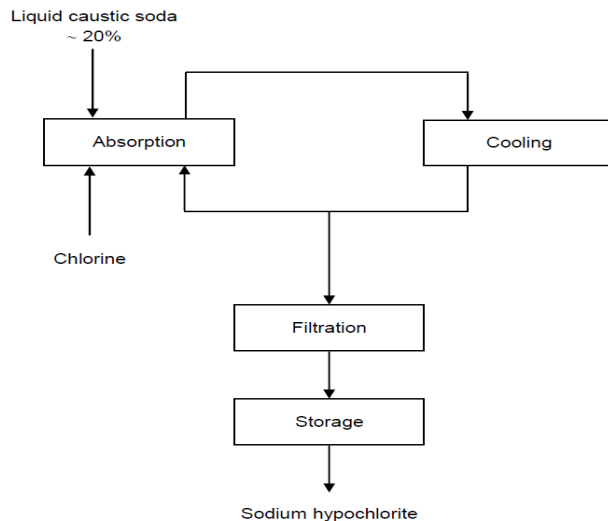 Liquid caustic soda
~ 20%
Absorption
Cooling
Chlorine
Filtration
Storage
Sodium hypochlorite